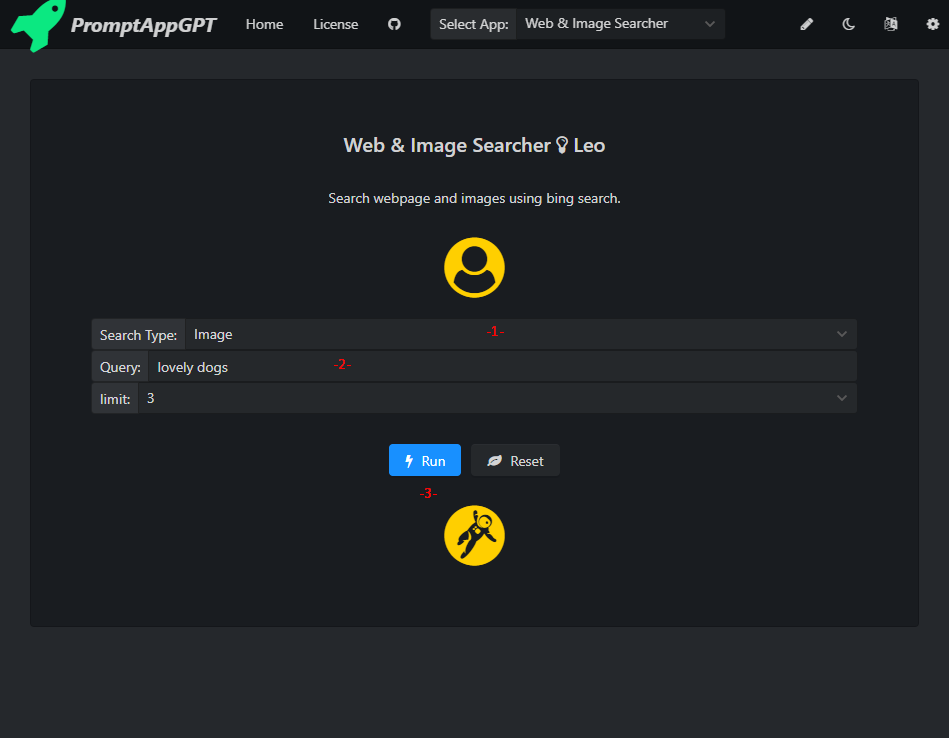 PromptAppGPT Home License Select App: Web & Image Searcher
Web & Image Searcher Leo
Search webpage and images using bing search.
Search Type: Image -1-
Query: lovely dogs -2-
limit: 3
Run Reset
-3-